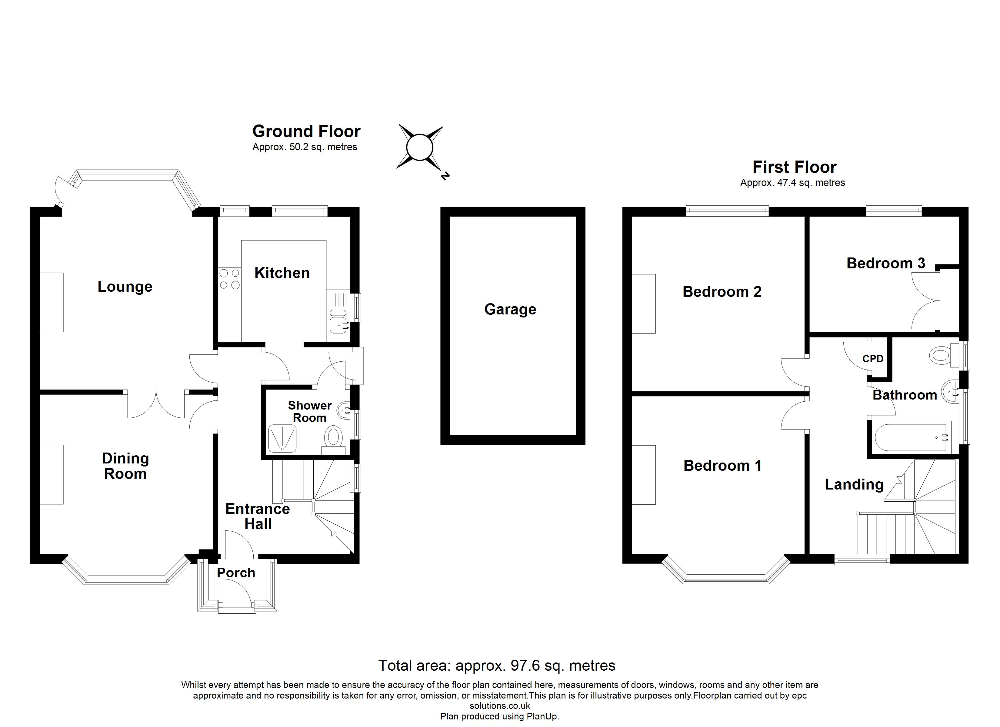 Ground Floor
Approx. 50.2 sq. metres
N
First Floor
Approx. 47.4 sq. metres
Lounge
Kitchen
Garage
Bedroom 2
Bedroom 3
CPD
Bathroom
Shower
Room
Dining
Room
Bedroom 1
Landing
Entrance
Hall
Porch
Total area: approx. 97.6 sq. metres
Whilst every attempt has been made to ensure the accuracy of the floor plan contained here, measurements of doors, windows, rooms and any other item are
approximate and no responsibility is taken for any error, omission, or misstatement.This plan is for illustrative purposes only.Floorplan carried out by epc
solutions.co.uk
Plan produced using PlanUp.